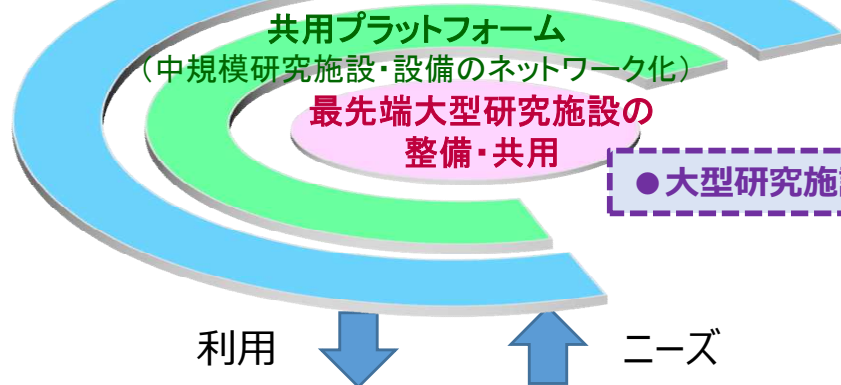 共用プラットフォーム
（中規模研究施設・設備のネットワーク化）
最先端大型研究施設の
整備・共用
●大型研究施
利用
ニーズ